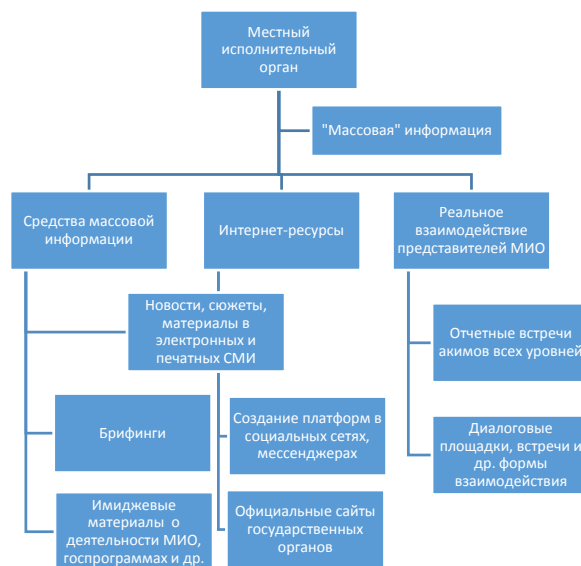 Местный
исполнительный
орган
"Массовая" информация
Средства массовой
информации
Интернет-ресурсы
Реальное
взаимодействие
представителей МИО
Новости, сюжеты,
материалы в
электронных и
печатных СМИ
Отчетные встречи
акимов всех уровней
Брифинги
Создание платформ в
социальных сетях,
мессенджерах
Диалоговые
площадки, встречи и
др. формы
взаимодействия
Имиджевые
материалы о
деятельности МИО,
госпрограммах и др.
Официальные сайты
государственных
органов